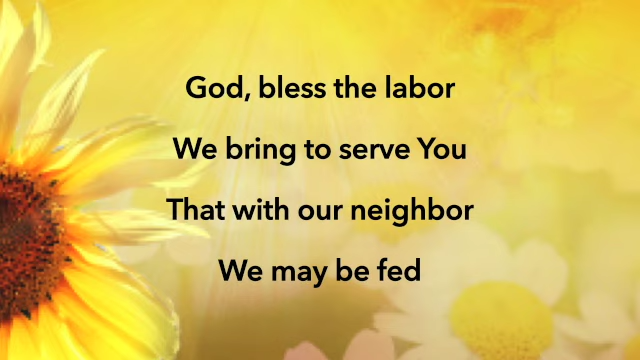 God, bless the labor
We bring to serve You
That with our neighbor
We may be fed